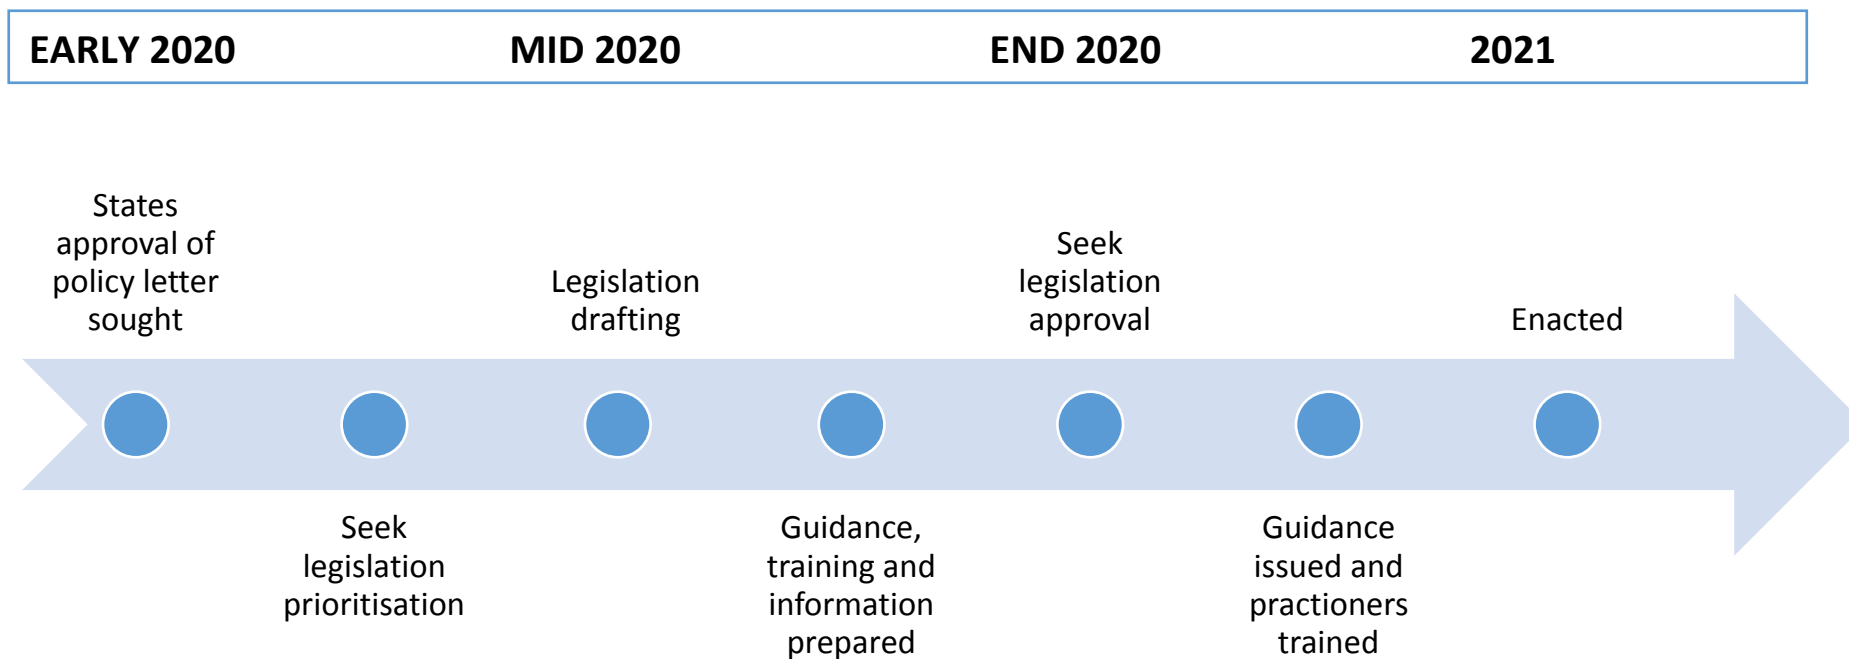 EARLY 2020 MID 2020 END 2020 2021
States
approval of
policy letter
sought
Seek
legislation
prioritisation
Legislation
drafting
Guidance,
training and
information
prepared
Seek
legislation
approval
Guidance
issued and
practioners
trained
Enacted